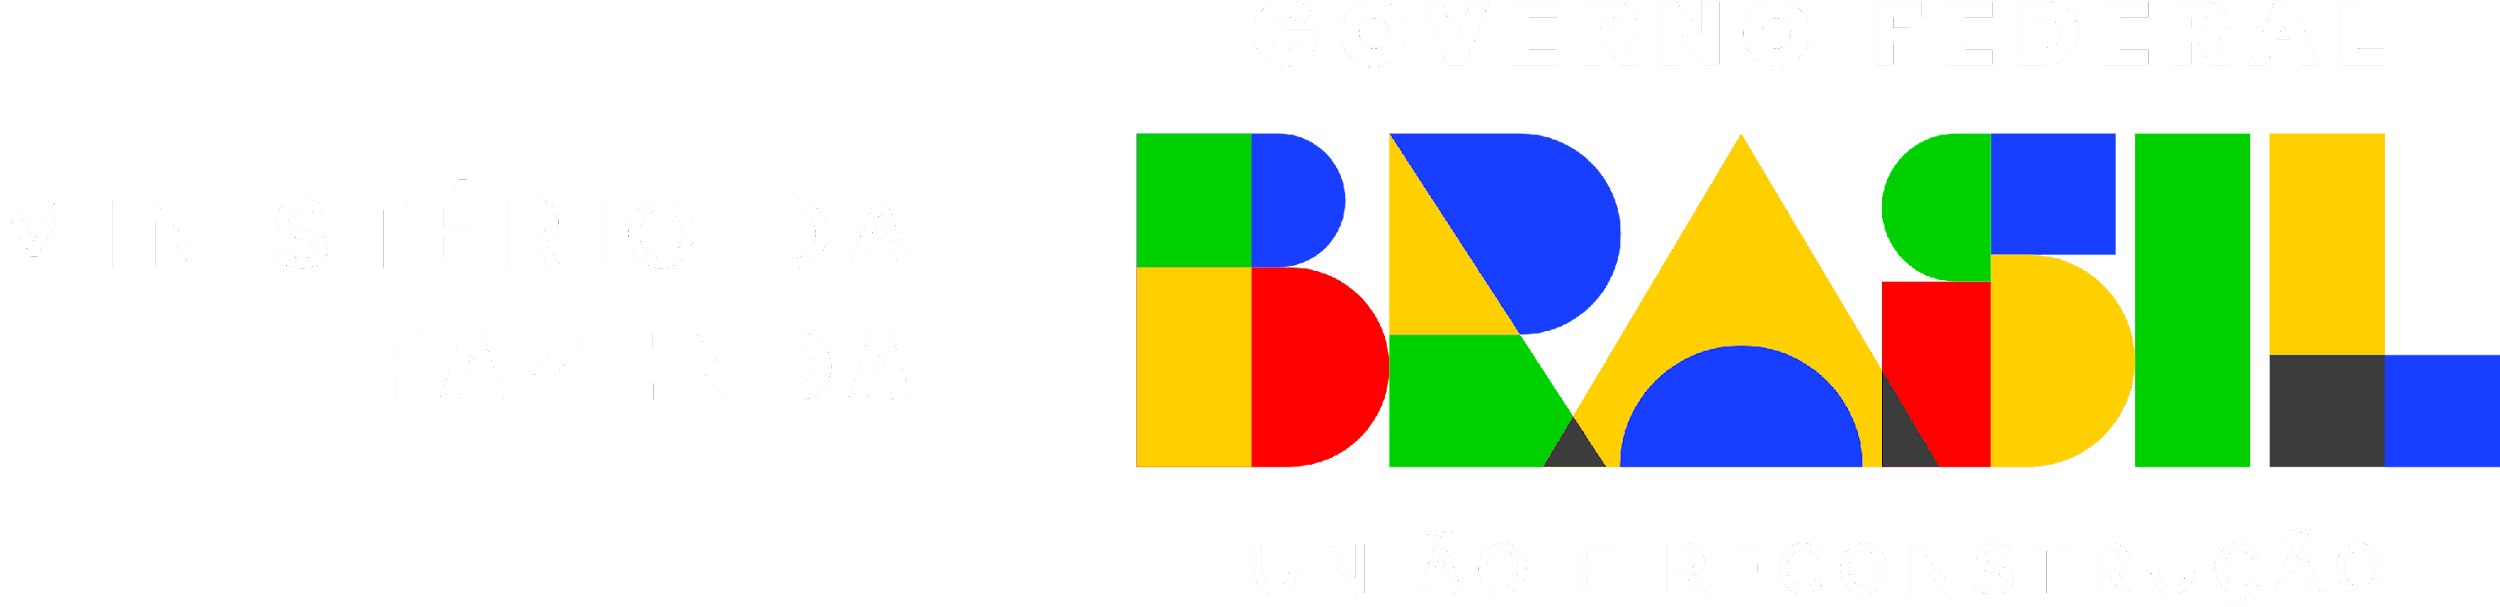 MINISTÉRIO DA
FAZENDA
GOVERNO FEDERAL
BRASIL
UNIÃO E RECONSTRUÇÃO